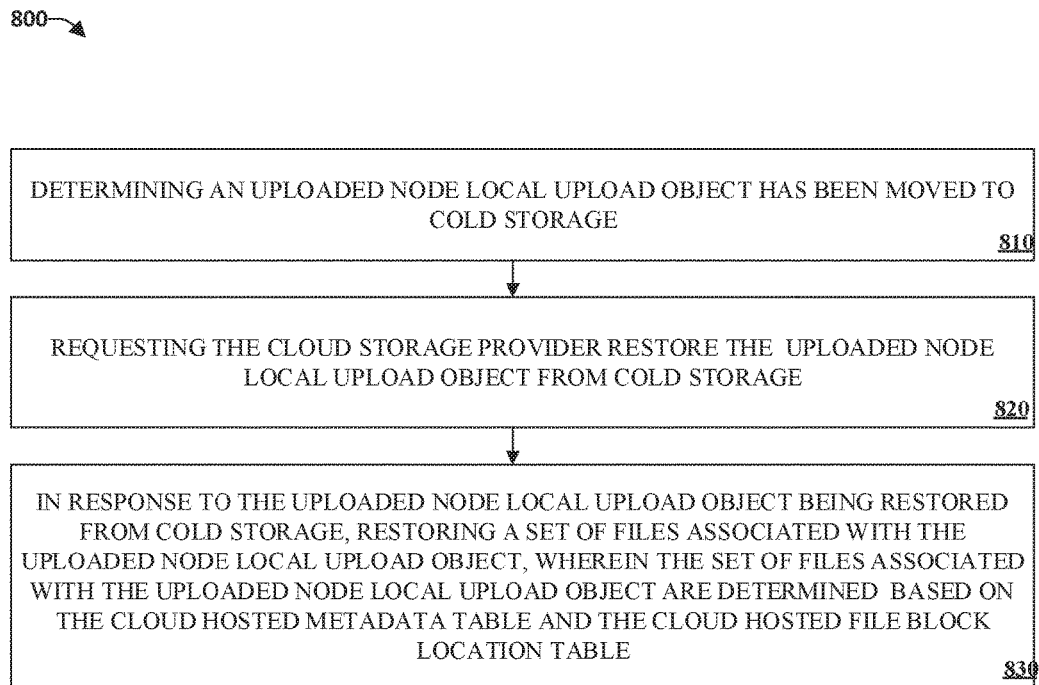 800
DETERMINING AN UPLOADED NODE LOCAL UPLOAD OBJECT HAS BEEN MOVED TO
COLD STORAGE
810
REQUESTING THE CLOUD STORAGE PROVIDER RESTORE THE UPLOADED NODE
LOCAL UPLOAD OBJECT FROM COLD STORAGE
820
IN RESPONSE TO THE UPLOADED NODE LOCAL UPLOAD OBJECT BEING RESTORED
FROM COLD STORAGE, RESTORING A SET OF FILES ASSOCIATED WITH THE
UPLOADED NODE LOCAL UPLOAD OBJECT, WHEREIN THE SET OF FILES ASSOCIATED
WITH THE UPLOADED NODE LOCAL UPLOAD OBJECT ARE DETERMINED BASED ON
THE CLOUD HOSTED METADATA TABLE AND THE CLOUD HOSTED FILE BLOCK
LOCATION TABLE
830